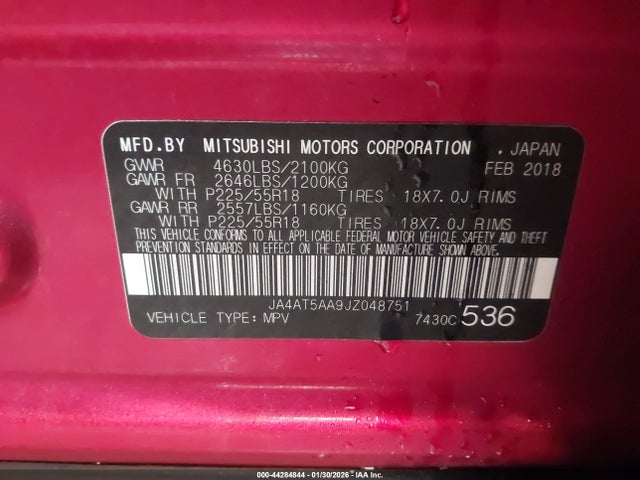 MFD.BY MITSUBISHI MOTORS CORPORATION , JAPAN
GVWR 4630LBS/2100KG FEB 2018
GAWR FR 2646LBS/1200KG
WITH P225/55R18 TIRES 18X7.0J RIMS
GAWR RR 2557LBS/1160KG
WITH P225/55R18 TIRES 18X7.0J RIMS
THIS VEHICLE CONFORMS TO ALL APPLICABLE FEDERAL MOTOR VEHICLE SAFETY AND THEFT
PREVENTION STANDARDS IN EFFECT ON THE DATE OF MANUFACTURE SHOWN ABOVE.
JA4AT5AA9JZ048751
VEHICLE TYPE: MPV 7430C 536
000-44284844 - 01/30/2026 - © IAA Inc.